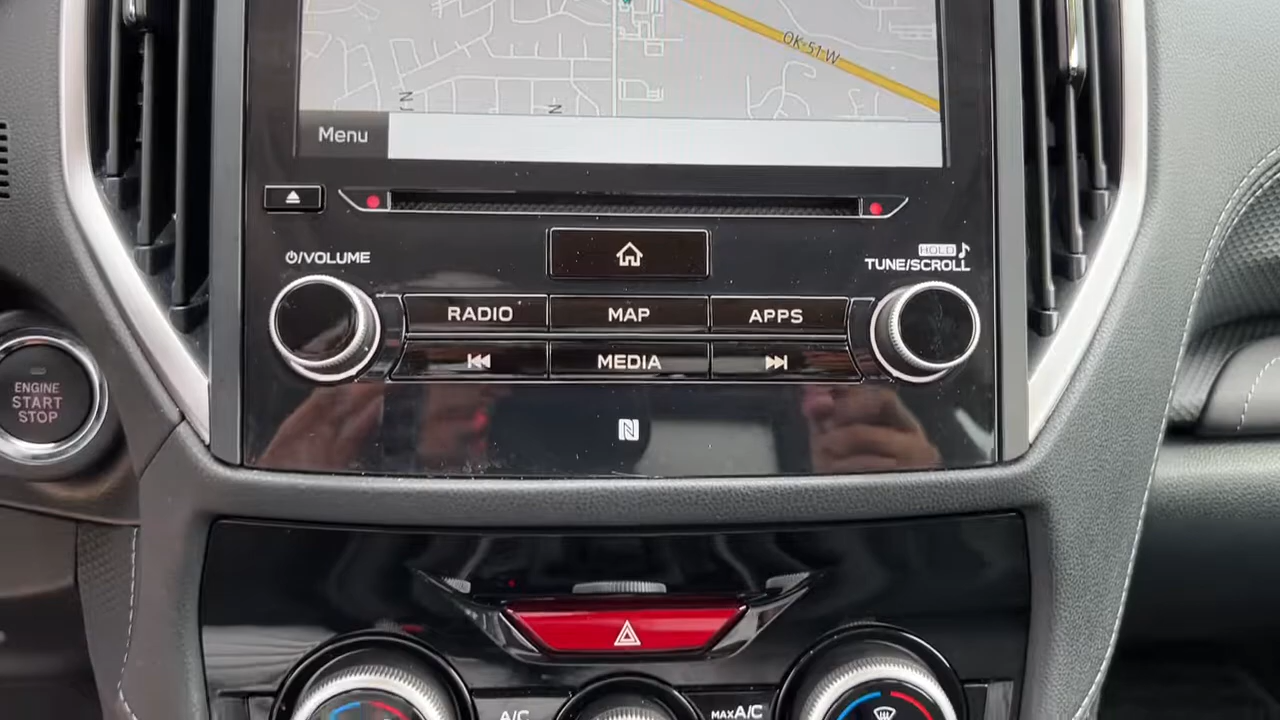 OK-51 W
Menu
/VOLUME
HOLD
TUNE/SCROLL
RADIO
MAP
APPS
MEDIA
ENGINE
START
STOP
N
A/C
MAX A/C